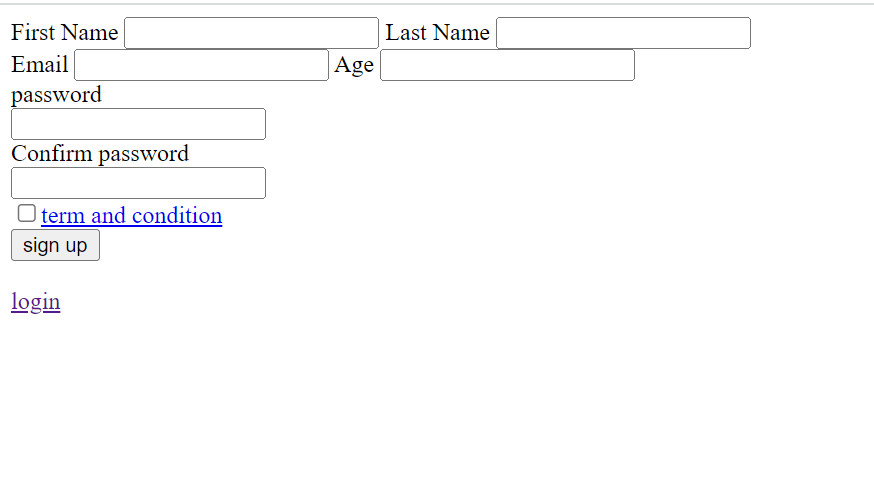 First Name Last Name
Email Age
password
Confirm password
term and condition
sign up
login